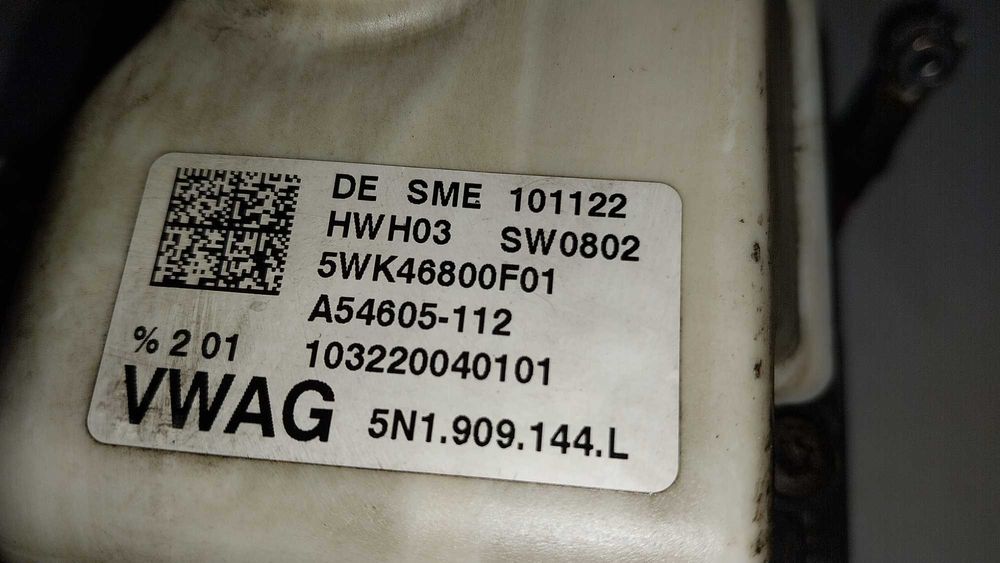 DE SME 101122
HWH03 SW0802
5WK46800F01
A54605-112
% 2 01 103220040101
VWAG 5N1.909.144.L